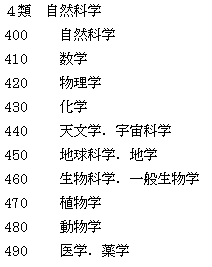 ４類　自然科学
400　自然科学
410　数学
420　物理学
430　化学
440　天文学．宇宙科学
450　地球科学．地学
460　生物科学．一般生物学
470　植物学
480　動物学
490　医学．薬学